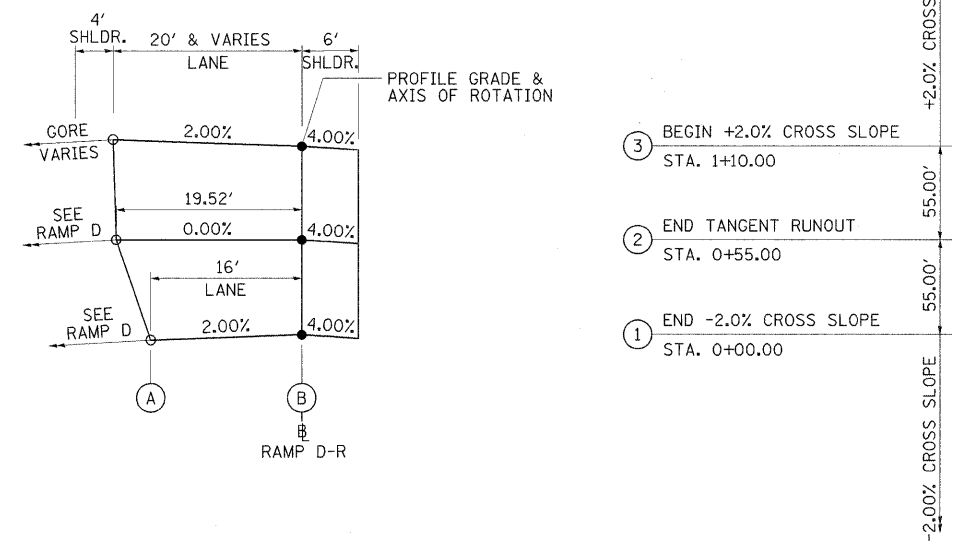 4'
SHLDR.
20' & VARIES
LANE
6'
SHLDR.
PROFILE GRADE &
AXIS OF ROTATION
GORE
VARIES
2.00%
4.00%
19.52'
SEE
RAMP D
0.00%
4.00%
16'
LANE
SEE
RAMP D
2.00%
4.00%
A
B
BL
RAMP D-R
+2.0% CROSS
3
BEGIN +2.0% CROSS SLOPE
STA. 1+10.00
55.00'
2
END TANGENT RUNOUT
STA. 0+55.00
55.00'
1
END -2.0% CROSS SLOPE
STA. 0+00.00
-2.00% CROSS SLOPE